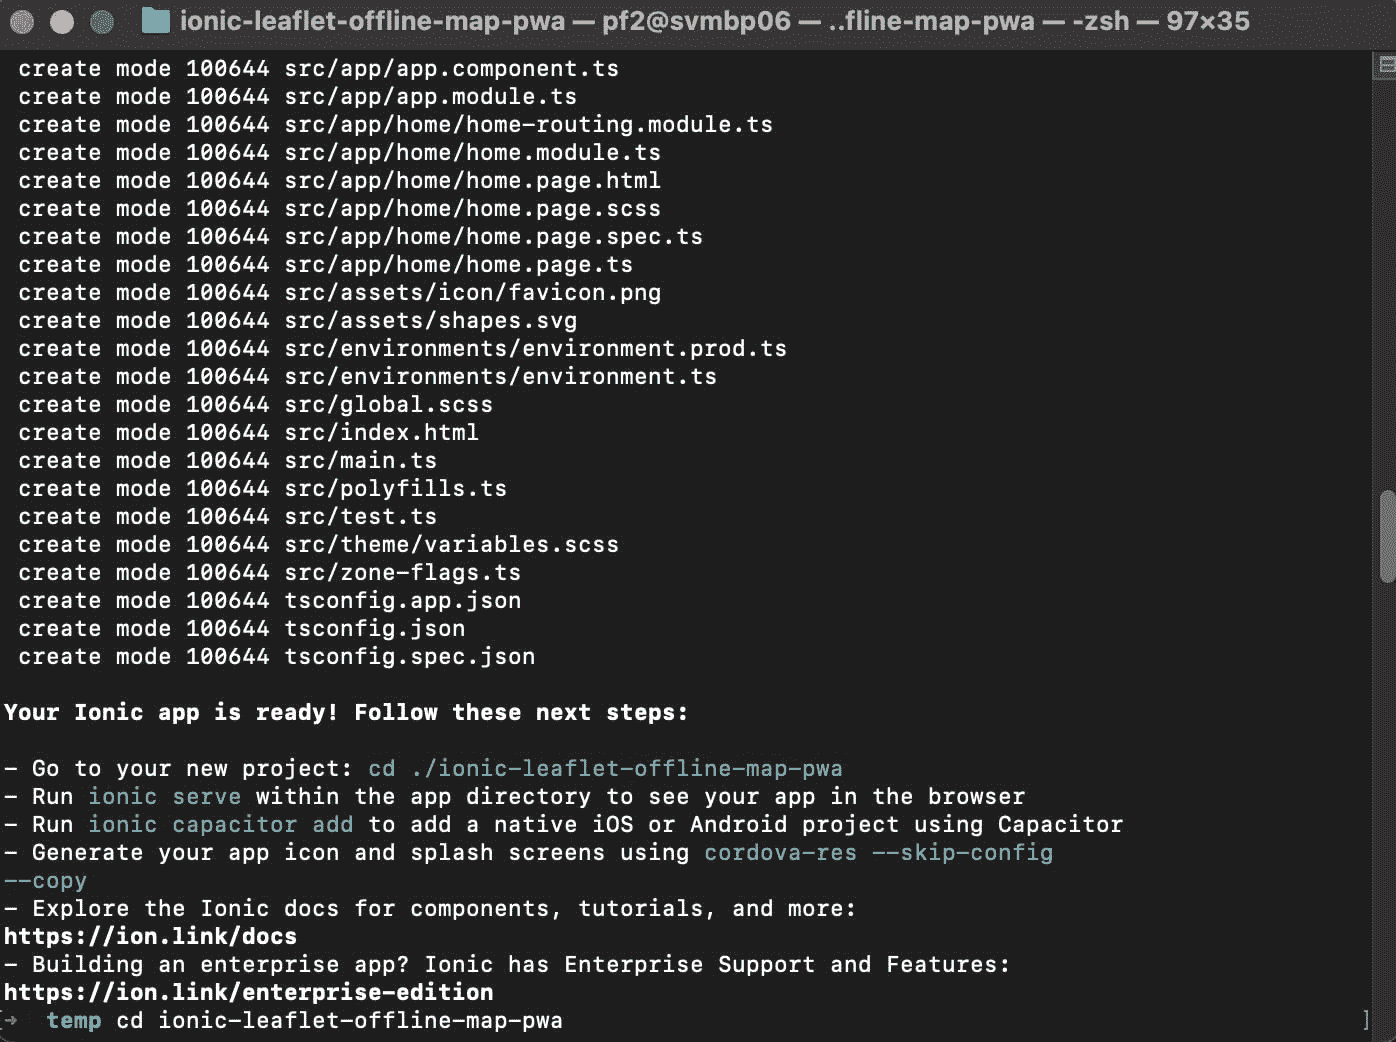 ionic-leaflet-offline-map-pwa — pf2@svmbp06 — ..fline-map-pwa — -zsh — 97×35
create mode 100644 src/app/app.component.ts
create mode 100644 src/app/app.module.ts
create mode 100644 src/app/home/home-routing.module.ts
create mode 100644 src/app/home/home.module.ts
create mode 100644 src/app/home/home.page.html
create mode 100644 src/app/home/home.page.scss
create mode 100644 src/app/home/home.page.spec.ts
create mode 100644 src/app/home/home.page.ts
create mode 100644 src/assets/icon/favicon.png
create mode 100644 src/assets/shapes.svg
create mode 100644 src/environments/environment.prod.ts
create mode 100644 src/environments/environment.ts
create mode 100644 src/global.scss
create mode 100644 src/index.html
create mode 100644 src/main.ts
create mode 100644 src/polyfills.ts
create mode 100644 src/test.ts
create mode 100644 src/theme/variables.scss
create mode 100644 src/zone-flags.ts
create mode 100644 tsconfig.app.json
create mode 100644 tsconfig.json
create mode 100644 tsconfig.spec.json
Your Ionic app is ready! Follow these next steps:
- Go to your new project: cd ./ionic-leaflet-offline-map-pwa
- Run ionic serve within the app directory to see your app in the browser
- Run ionic capacitor add to add a native iOS or Android project using Capacitor
- Generate your app icon and splash screens using cordova-res --skip-config
--copy
- Explore the Ionic docs for components, tutorials, and more:
https://ion.link/docs
- Building an enterprise app? Ionic has Enterprise Support and Features:
https://ion.link/enterprise-edition
[→ temp cd ionic-leaflet-offline-map-pwa ]